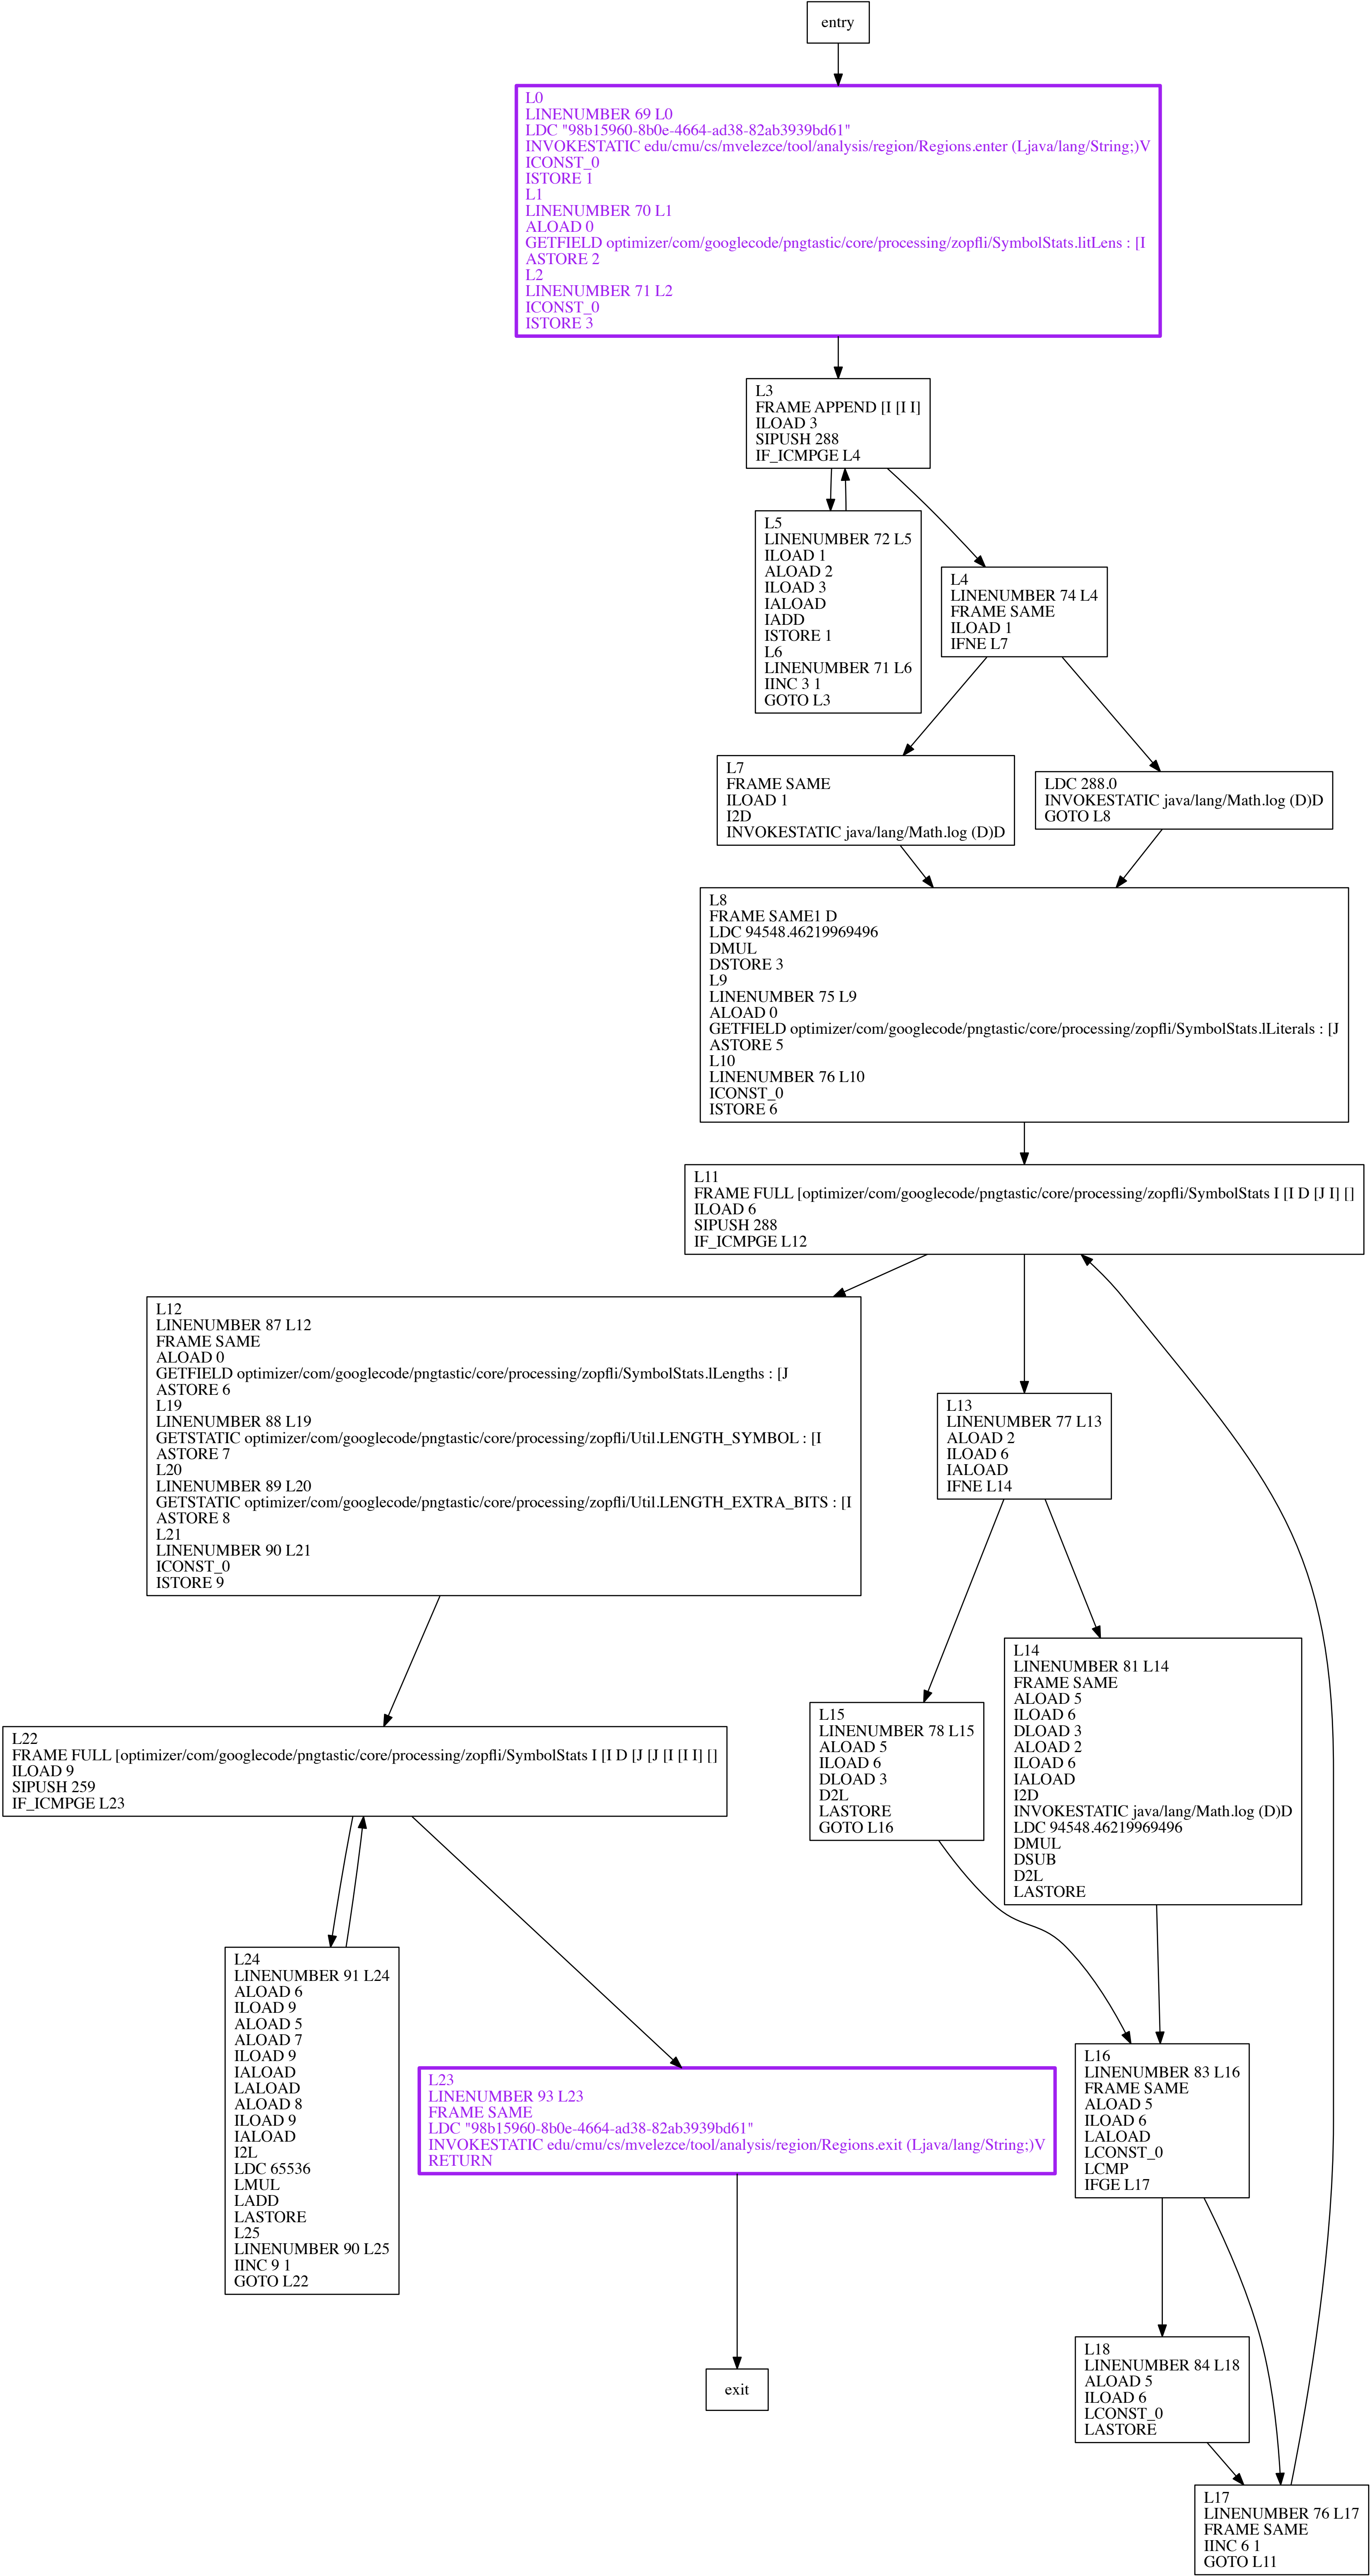 entry
L0
LINENUMBER 69 L0
LDC "98b15960-8b0e-4664-ad38-82ab3939bd61"
INVOKESTATIC edu/cmu/cs/mvelezce/tool/analysis/region/Regions.enter (Ljava/lang/String;)V
ICONST_0
ISTORE 1
L1
LINENUMBER 70 L1
ALOAD 0
GETFIELD optimizer/com/googlecode/pngtastic/core/processing/zopfli/SymbolStats.litLens : [I
ASTORE 2
L2
LINENUMBER 71 L2
ICONST_0
ISTORE 3
L3
FRAME APPEND [I [I I]
ILOAD 3
SIPUSH 288
IF_ICMPGE L4
L5
LINENUMBER 72 L5
ILOAD 1
ALOAD 2
ILOAD 3
IALOAD
IADD
ISTORE 1
L6
LINENUMBER 71 L6
IINC 3 1
GOTO L3
L4
LINENUMBER 74 L4
FRAME SAME
ILOAD 1
IFNE L7
L7
FRAME SAME
ILOAD 1
I2D
INVOKESTATIC java/lang/Math.log (D)D
LDC 288.0
INVOKESTATIC java/lang/Math.log (D)D
GOTO L8
L8
FRAME SAME1 D
LDC 94548.46219969496
DMUL
DSTORE 3
L9
LINENUMBER 75 L9
ALOAD 0
GETFIELD optimizer/com/googlecode/pngtastic/core/processing/zopfli/SymbolStats.lLiterals : [J
ASTORE 5
L10
LINENUMBER 76 L10
ICONST_0
ISTORE 6
L11
FRAME FULL [optimizer/com/googlecode/pngtastic/core/processing/zopfli/SymbolStats I [I D [J I] []
ILOAD 6
SIPUSH 288
IF_ICMPGE L12
L12
LINENUMBER 87 L12
FRAME SAME
ALOAD 0
GETFIELD optimizer/com/googlecode/pngtastic/core/processing/zopfli/SymbolStats.lLengths : [J
ASTORE 6
L19
LINENUMBER 88 L19
GETSTATIC optimizer/com/googlecode/pngtastic/core/processing/zopfli/Util.LENGTH_SYMBOL : [I
ASTORE 7
L20
LINENUMBER 89 L20
GETSTATIC optimizer/com/googlecode/pngtastic/core/processing/zopfli/Util.LENGTH_EXTRA_BITS : [I
ASTORE 8
L21
LINENUMBER 90 L21
ICONST_0
ISTORE 9
L13
LINENUMBER 77 L13
ALOAD 2
ILOAD 6
IALOAD
IFNE L14
L14
LINENUMBER 81 L14
FRAME SAME
ALOAD 5
ILOAD 6
DLOAD 3
ALOAD 2
ILOAD 6
IALOAD
I2D
INVOKESTATIC java/lang/Math.log (D)D
LDC 94548.46219969496
DMUL
DSUB
D2L
LASTORE
L15
LINENUMBER 78 L15
ALOAD 5
ILOAD 6
DLOAD 3
D2L
LASTORE
GOTO L16
L22
FRAME FULL [optimizer/com/googlecode/pngtastic/core/processing/zopfli/SymbolStats I [I D [J [J [I [I I] []
ILOAD 9
SIPUSH 259
IF_ICMPGE L23
L24
LINENUMBER 91 L24
ALOAD 6
ILOAD 9
ALOAD 5
ALOAD 7
ILOAD 9
IALOAD
LALOAD
ALOAD 8
ILOAD 9
IALOAD
I2L
LDC 65536
LMUL
LADD
LASTORE
L25
LINENUMBER 90 L25
IINC 9 1
GOTO L22
L23
LINENUMBER 93 L23
FRAME SAME
LDC "98b15960-8b0e-4664-ad38-82ab3939bd61"
INVOKESTATIC edu/cmu/cs/mvelezce/tool/analysis/region/Regions.exit (Ljava/lang/String;)V
RETURN
L16
LINENUMBER 83 L16
FRAME SAME
ALOAD 5
ILOAD 6
LALOAD
LCONST_0
LCMP
IFGE L17
L18
LINENUMBER 84 L18
ALOAD 5
ILOAD 6
LCONST_0
LASTORE
exit
L17
LINENUMBER 76 L17
FRAME SAME
IINC 6 1
GOTO L11